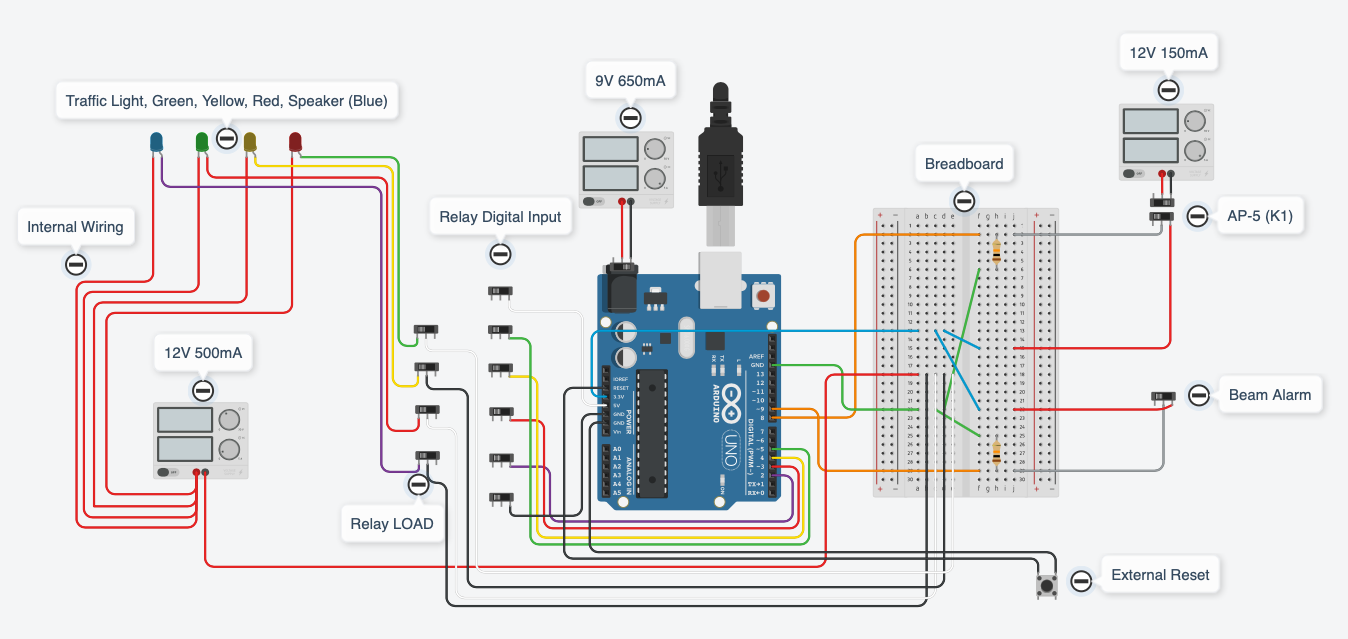 12V 150mA
9V 650mA
Traffic Light, Green, Yellow, Red, Speaker (Blue)
Breadboard
AP-5 (K1)
Relay Digital Input
Internal Wiring
12V 500mA
Beam Alarm
Relay LOAD
External Reset
IOREF
RESET
3.3V
5V
GND
GND
Vin
POWER
A0
A1
A2
A3
A4
A5
ANALOG IN
AREF
GND
13
12
~11
~10
~9
8
7
~6
~5
4
~3
2
TX→1
RX←0
DIGITAL (PWM~)
RX
TX
L
ON
ARDUINO
UNO
a b c d e
f g h i j